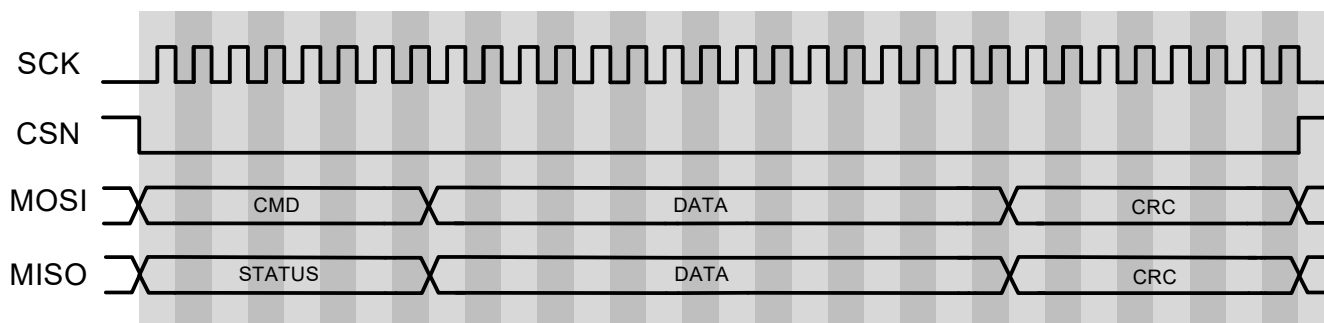 SCK
CSN
MOSI CMD DATA CRC
MISO STATUS DATA CRC